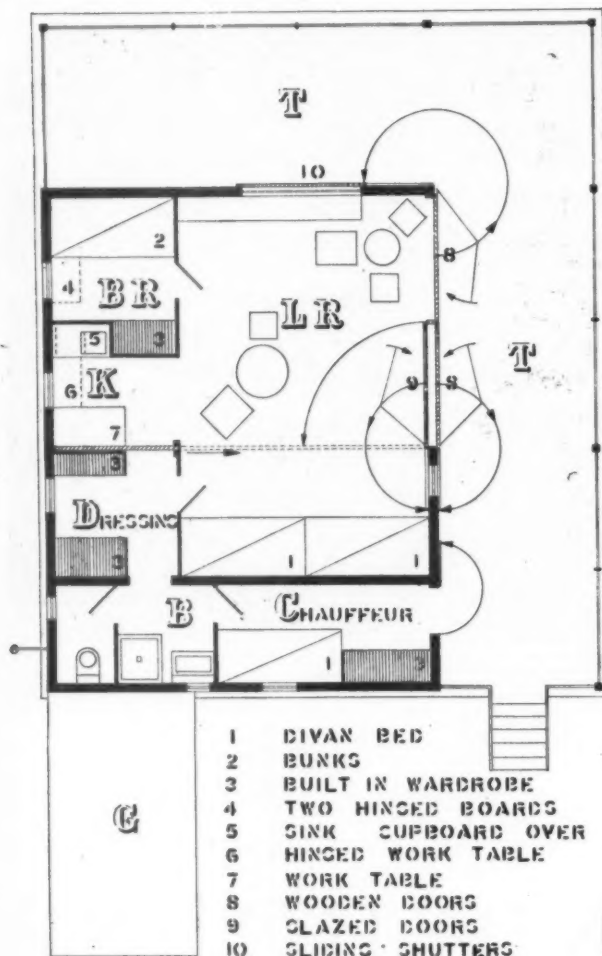 T
10
2
8
4
BR
LR
5
3
T
K
9
8
6
7
3
DRESSING
3
1
1
B
CHAUFFEUR
1
3
G
1 DIVAN BED
2 BUNKS
3 BUILT IN WARDROBE
4 TWO HINGED BOARDS
5 SINK CUPBOARD OVER
6 HINGED WORK TABLE
7 WORK TABLE
8 WOODEN DOORS
9 GLAZED DOORS
10 SLIDING SHUTTERS